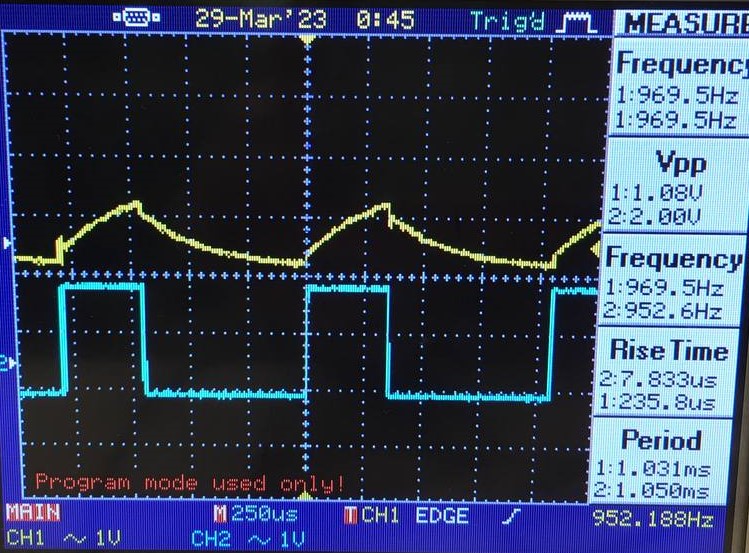 29-Mar'23 0:45 Trig'd MEASURE
Frequency
1:969.5Hz
1:969.5Hz
Vpp
1:1.08V
2:2.00V
Frequency
1:969.5Hz
2:952.6Hz
Rise Time
2:7.833us
1:235.8us
Period
1:1.031ms
2:1.050ms
2
Program mode used only!
MAIN M 250us T CH1 EDGE 952.188Hz
CH1 ~ 1V CH2 ~ 1V